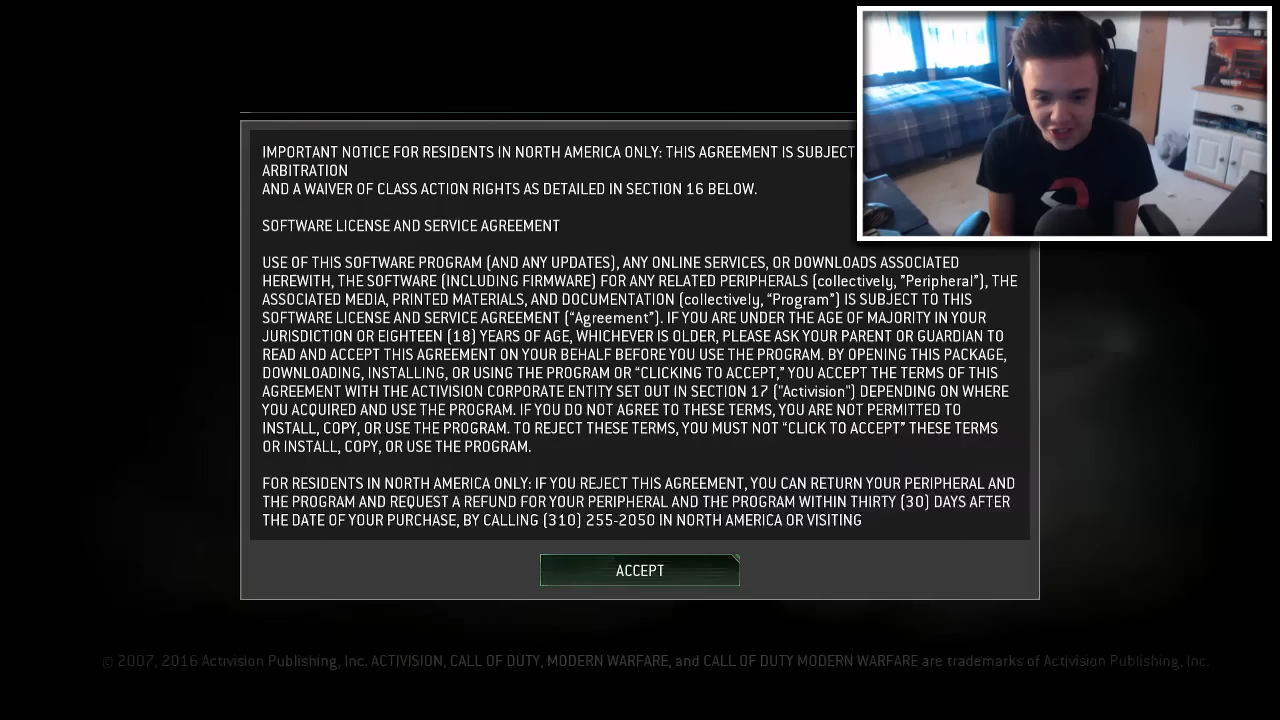 IMPORTANT NOTICE FOR RESIDENTS IN NORTH AMERICA ONLY: THIS AGREEMENT IS SUBJECT
ARBITRATION
AND A WAIVER OF CLASS ACTION RIGHTS AS DETAILED IN SECTION 16 BELOW.
SOFTWARE LICENSE AND SERVICE AGREEMENT
USE OF THIS SOFTWARE PROGRAM (AND ANY UPDATES), ANY ONLINE SERVICES, OR DOWNLOADS ASSOCIATED
HEREWITH, THE SOFTWARE (INCLUDING FIRMWARE) FOR ANY RELATED PERIPHERALS (collectively, "Peripheral"), THE
ASSOCIATED MEDIA, PRINTED MATERIALS, AND DOCUMENTATION (collectively, "Program") IS SUBJECT TO THIS
SOFTWARE LICENSE AND SERVICE AGREEMENT ("Agreement"). IF YOU ARE UNDER THE AGE OF MAJORITY IN YOUR
JURISDICTION OR EIGHTEEN (18) YEARS OF AGE, WHICHEVER IS OLDER, PLEASE ASK YOUR PARENT OR GUARDIAN TO
READ AND ACCEPT THIS AGREEMENT ON YOUR BEHALF BEFORE YOU USE THE PROGRAM. BY OPENING THIS PACKAGE,
DOWNLOADING, INSTALLING, OR USING THE PROGRAM OR "CLICKING TO ACCEPT," YOU ACCEPT THE TERMS OF THIS
AGREEMENT WITH THE ACTIVISION CORPORATE ENTITY SET OUT IN SECTION 17 ("Activision") DEPENDING ON WHERE
YOU ACQUIRED AND USE THE PROGRAM. IF YOU DO NOT AGREE TO THESE TERMS, YOU ARE NOT PERMITTED TO
INSTALL, COPY, OR USE THE PROGRAM. TO REJECT THESE TERMS, YOU MUST NOT "CLICK TO ACCEPT" THESE TERMS
OR INSTALL, COPY, OR USE THE PROGRAM.
FOR RESIDENTS IN NORTH AMERICA ONLY: IF YOU REJECT THIS AGREEMENT, YOU CAN RETURN YOUR PERIPHERAL AND
THE PROGRAM AND REQUEST A REFUND FOR YOUR PERIPHERAL AND THE PROGRAM WITHIN THIRTY (30) DAYS AFTER
THE DATE OF YOUR PURCHASE, BY CALLING (310) 255-2050 IN NORTH AMERICA OR VISITING
ACCEPT
© 2007, 2016 Activision Publishing, Inc. ACTIVISION, CALL OF DUTY, MODERN WARFARE, and CALL OF DUTY MODERN WARFARE are trademarks of Activision Publishing, Inc.